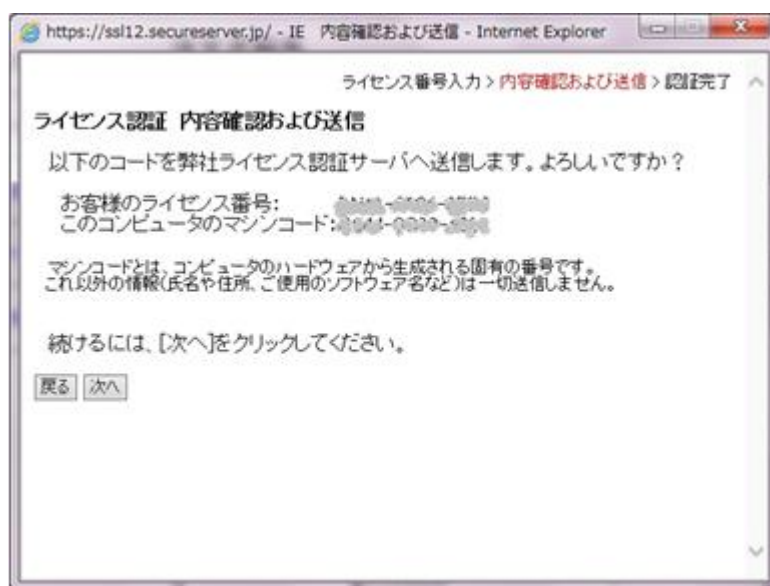 https://ssl12.secureserver.jp/ - IE 内容確認および送信 - Internet Explorer
ライセンス番号入力 > 内容確認および送信 > 認証完了
ライセンス認証 内容確認および送信
以下のコードを弊社ライセンス認証サーバへ送信します。よろしいですか？
お客様のライセンス番号:
このコンピュータのマシンコード:
マシンコードとは、コンピュータのハードウェアから生成される固有の番号です。
これ以外の情報(氏名や住所、ご使用のソフトウェア名など)は一切送信しません。
続けるには、[次へ]をクリックしてください。
戻る 次へ